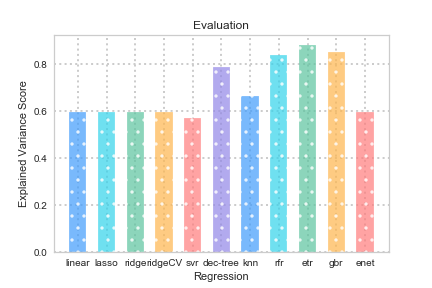 Evaluation
Explained Variance Score
0.8
0.6
0.4
0.2
0.0
linear lasso ridge ridgeCV svr dec-tree knn rfr etr gbr enet
Regression